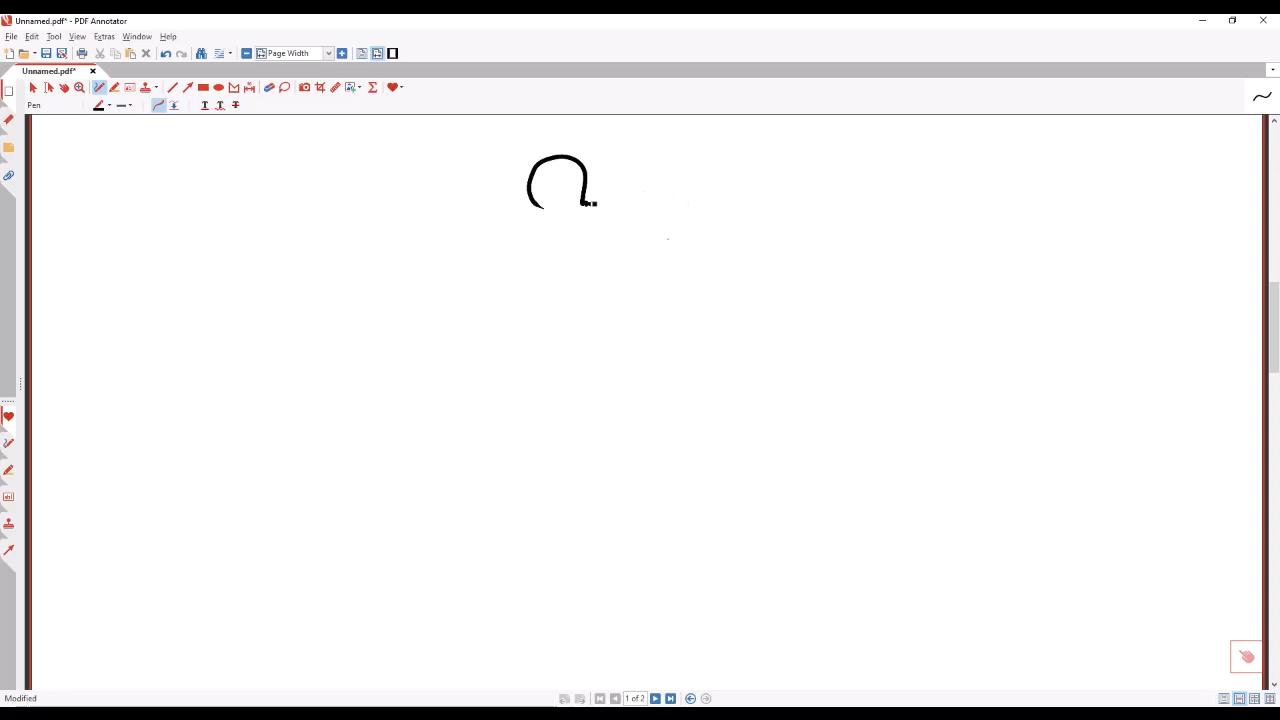 Unnamed.pdf* - PDF Annotator
File Edit Tool View Extras Window Help
Page Width
Unnamed.pdf*
Pen
Modified
1 of 2